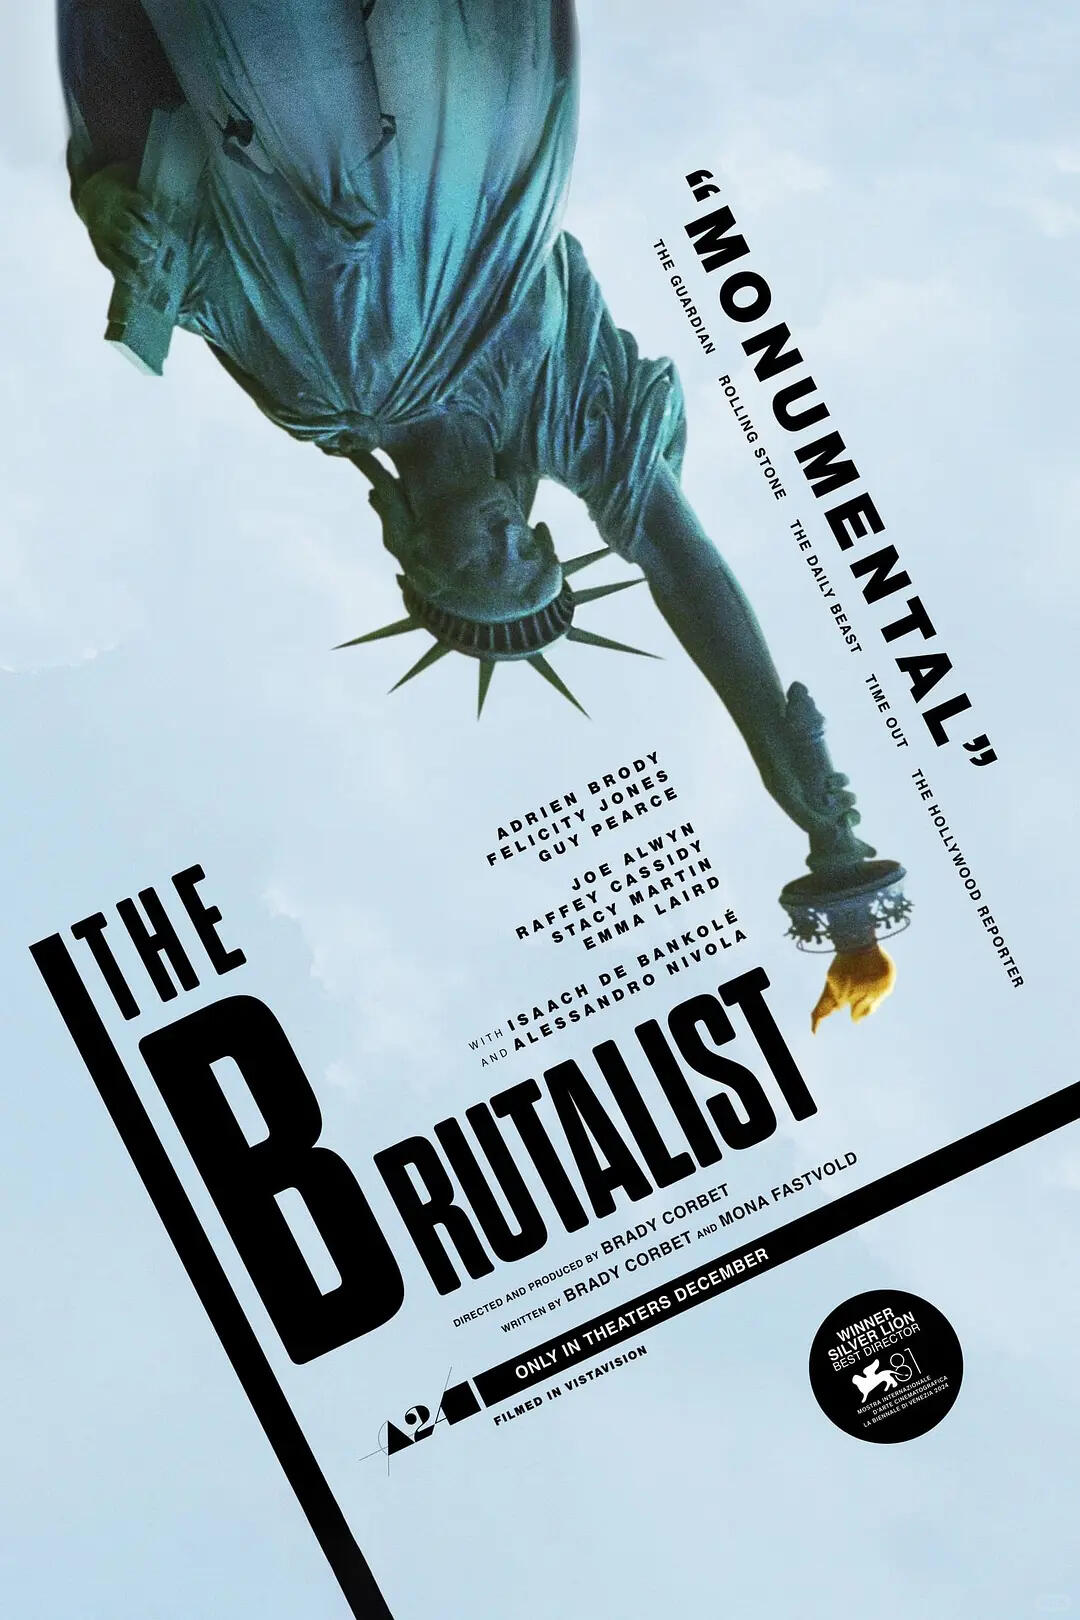 “MONUMENTAL”
THE GUARDIAN ROLLING STONE THE DAILY BEAST TIME OUT THE HOLLYWOOD REPORTER
ADRIEN BRODY
FELICITY JONES
GUY PEARCE
JOE ALWYN
RAFFEY CASSIDY
STACY MARTIN
EMMA LAIRD
WITH ISAACH DE BANKOLÉ
AND ALESSANDRO NIVOLA
THE
BRUTALIST
DIRECTED AND PRODUCED BY BRADY CORBET
WRITTEN BY BRADY CORBET AND MONA FASTVOLD
ONLY IN THEATERS DECEMBER
A24
FILMED IN VISTAVISION
WINNER
SILVER LION
BEST DIRECTOR
81
MOSTRA INTERNAZIONALE
D'ARTE CINEMATOGRAFICA
LA BIENNALE DI VENEZIA 2024